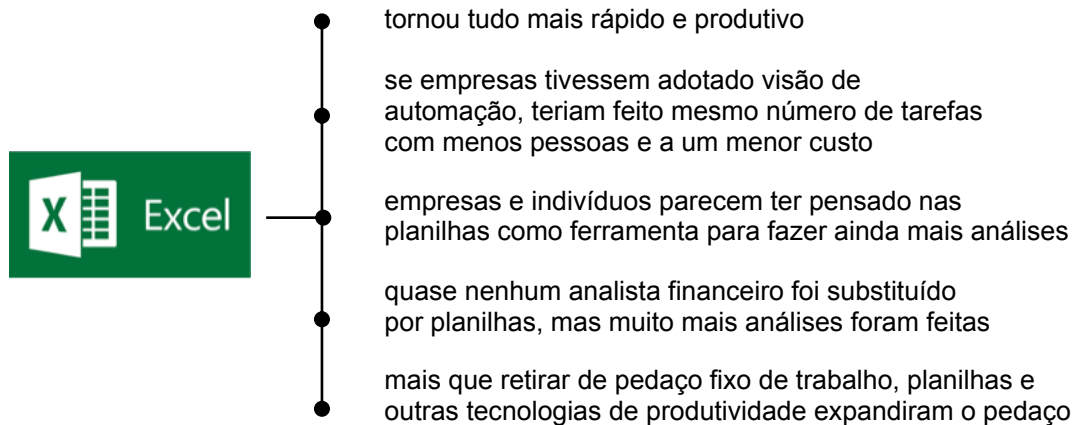 tornou tudo mais rápido e produtivo
se empresas tivessem adotado visão de
automação, teriam feito mesmo número de tarefas
com menos pessoas e a um menor custo
X Excel
empresas e indivíduos parecem ter pensado nas
planilhas como ferramenta para fazer ainda mais análises
quase nenhum analista financeiro foi substituído
por planilhas, mas muito mais análises foram feitas
mais que retirar de pedaço fixo de trabalho, planilhas e
outras tecnologias de produtividade expandiram o pedaço